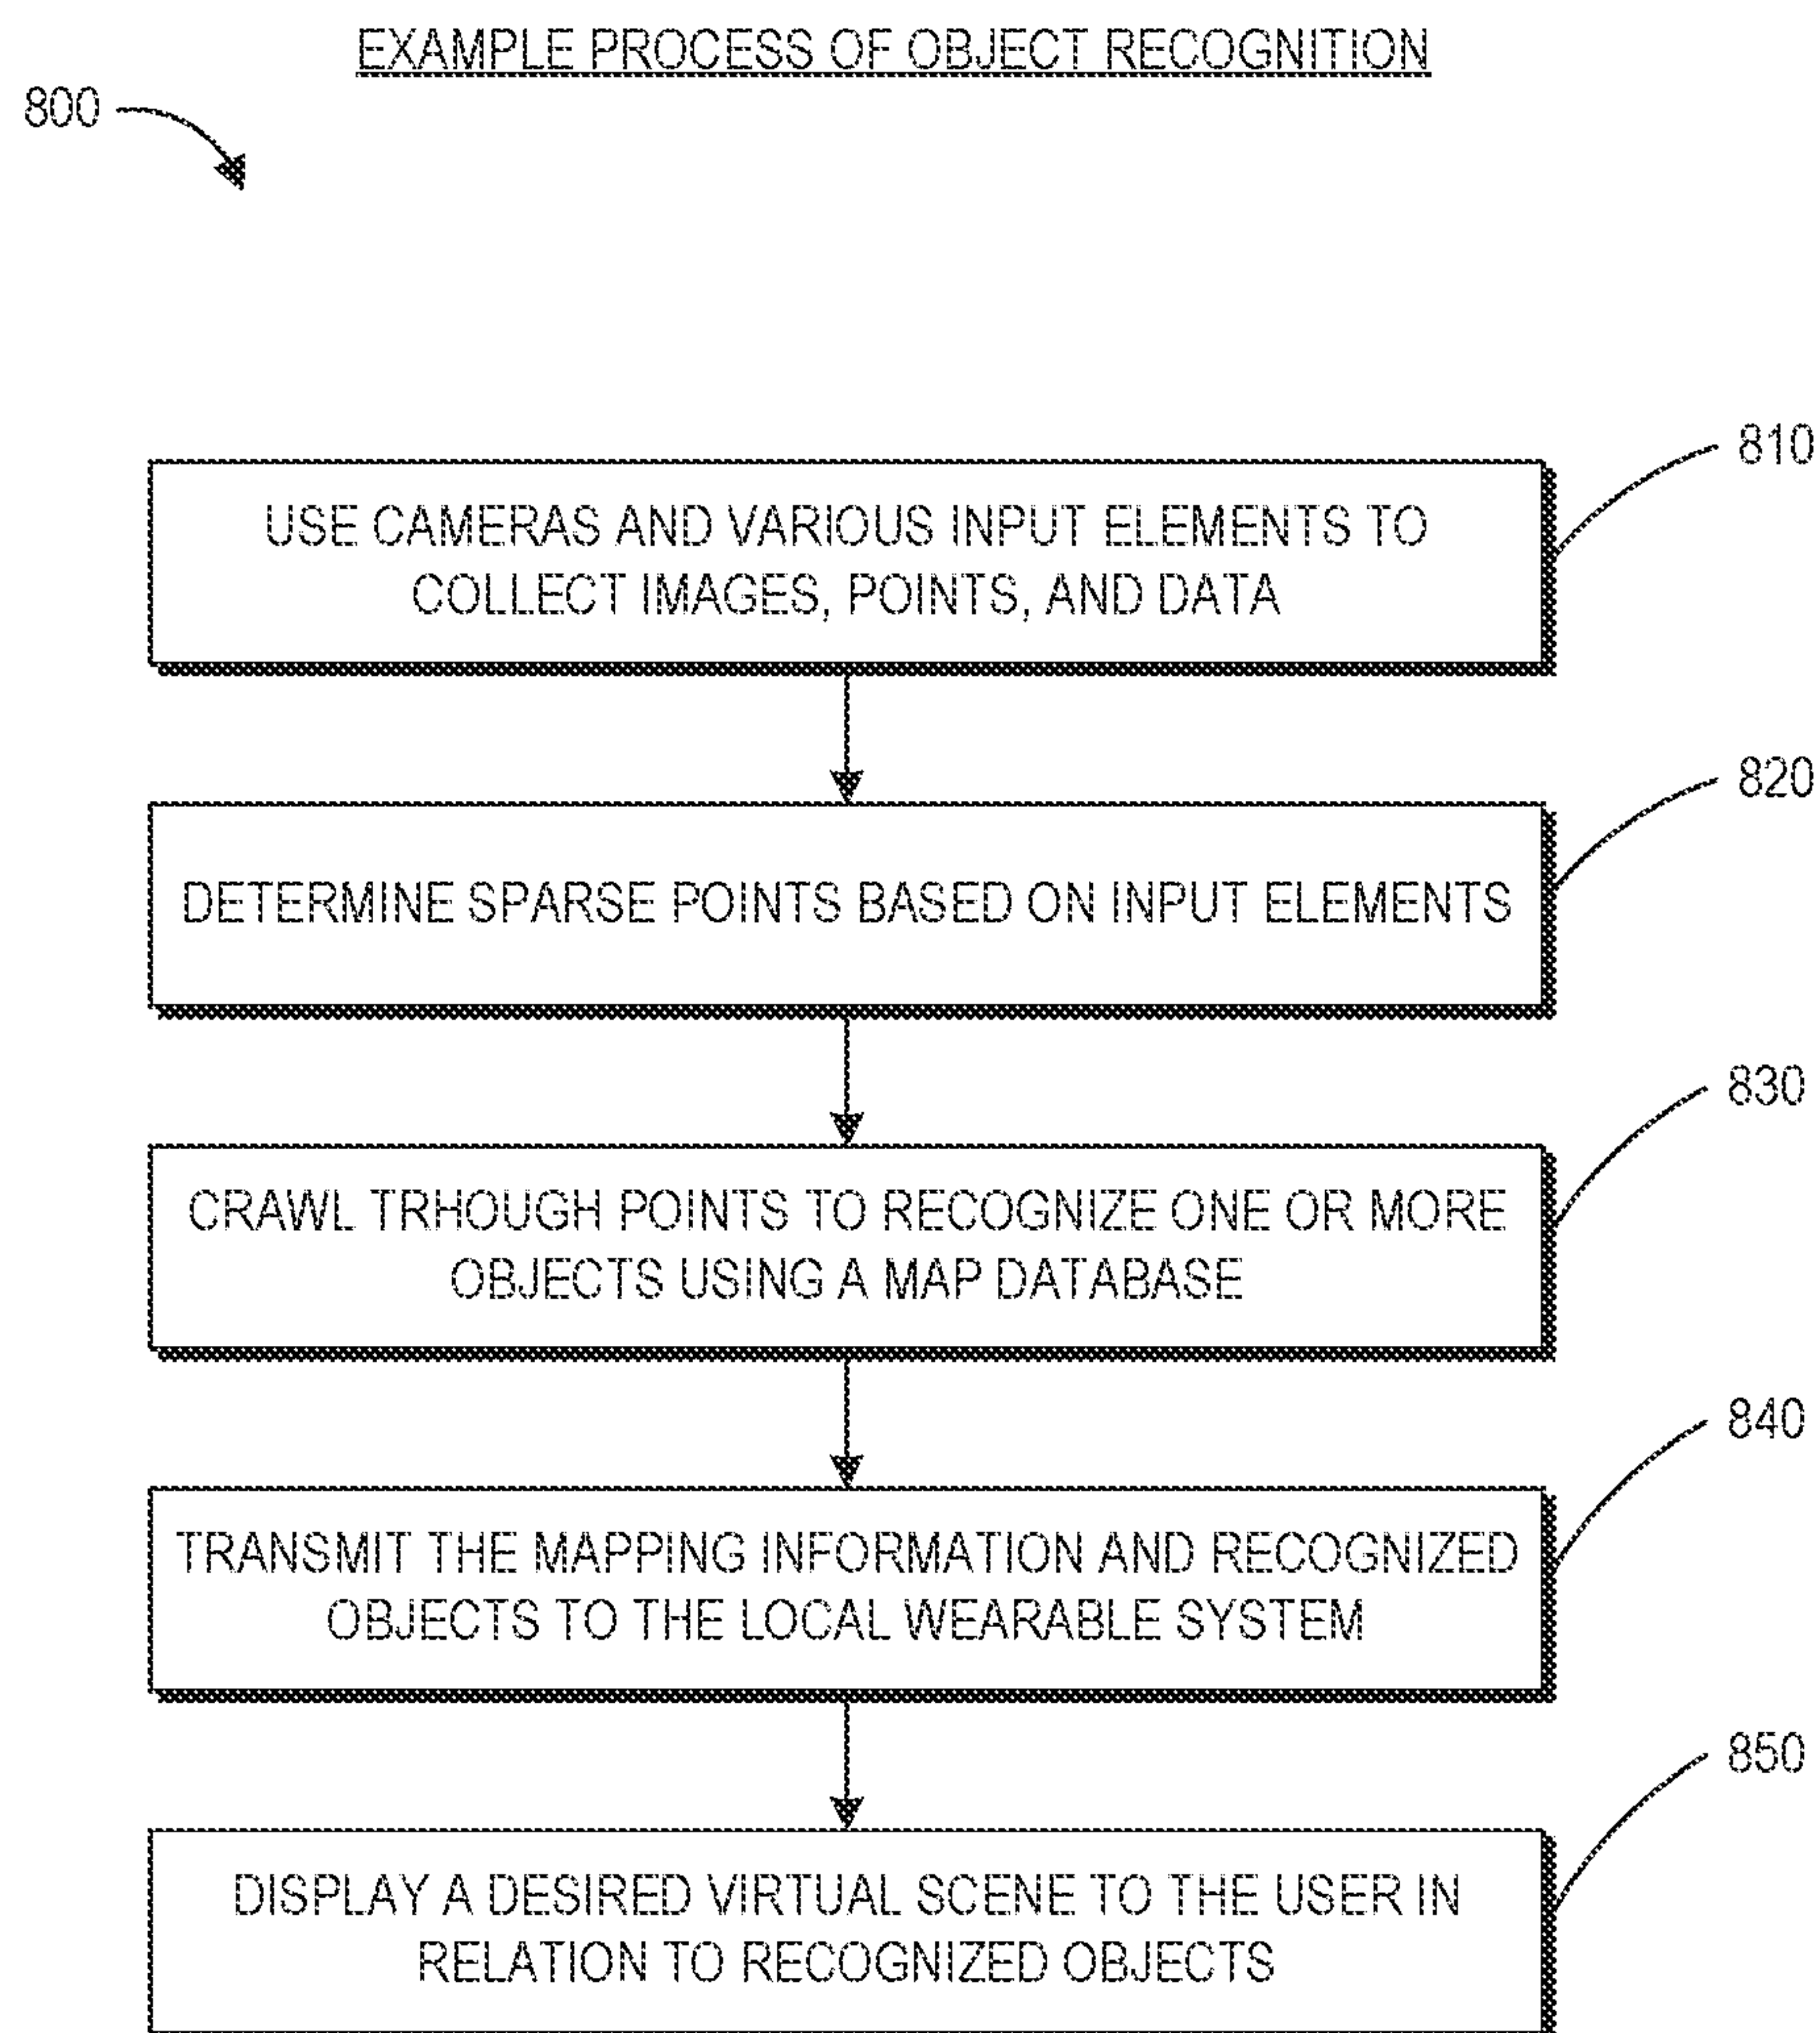 EXAMPLE PROCESS OF OBJECT RECOGNITION
800
810
USE CAMERAS AND VARIOUS INPUT ELEMENTS TO
COLLECT IMAGES, POINTS, AND DATA
820
DETERMINE SPARSE POINTS BASED ON INPUT ELEMENTS
830
CRAWL TRHOUGH POINTS TO RECOGNIZE ONE OR MORE
OBJECTS USING A MAP DATABASE
840
TRANSMIT THE MAPPING INFORMATION AND RECOGNIZED
OBJECTS TO THE LOCAL WEARABLE SYSTEM
850
DISPLAY A DESIRED VIRTUAL SCENE TO THE USER IN
RELATION TO RECOGNIZED OBJECTS